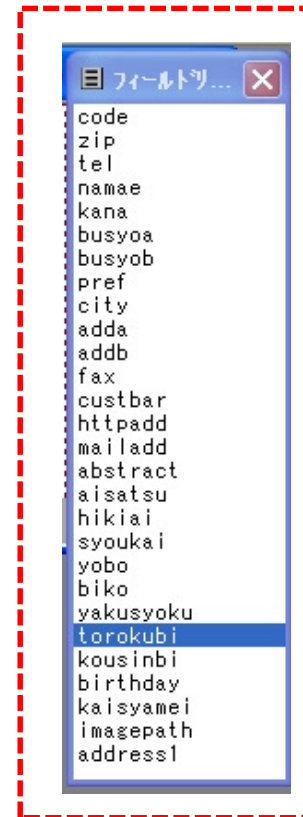 フィールドリ...
code
zip
tel
namae
kana
busyoa
busyob
pref
city
adda
addb
fax
custbar
httpadd
mailadd
abstract
aisatsu
hikiai
syoukai
yobo
biko
yakusyoku
torokubi
kousinbi
birthday
kaisyamei
imagepath
address1